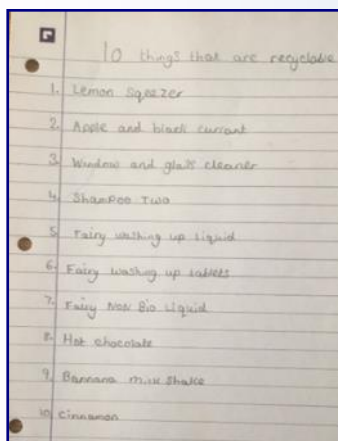 10 things that are recyclable
1. Lemon Sqeezer
2. Apple and black currant
3. Window and glass cleaner
4. Shampoo Two
5. Fairy washing up liquid
6. Fairy washing up tablets
7. Fairy Non Bio Liquid
8. Hot chocolate
9. Bannana milk shake
10. cinnamon